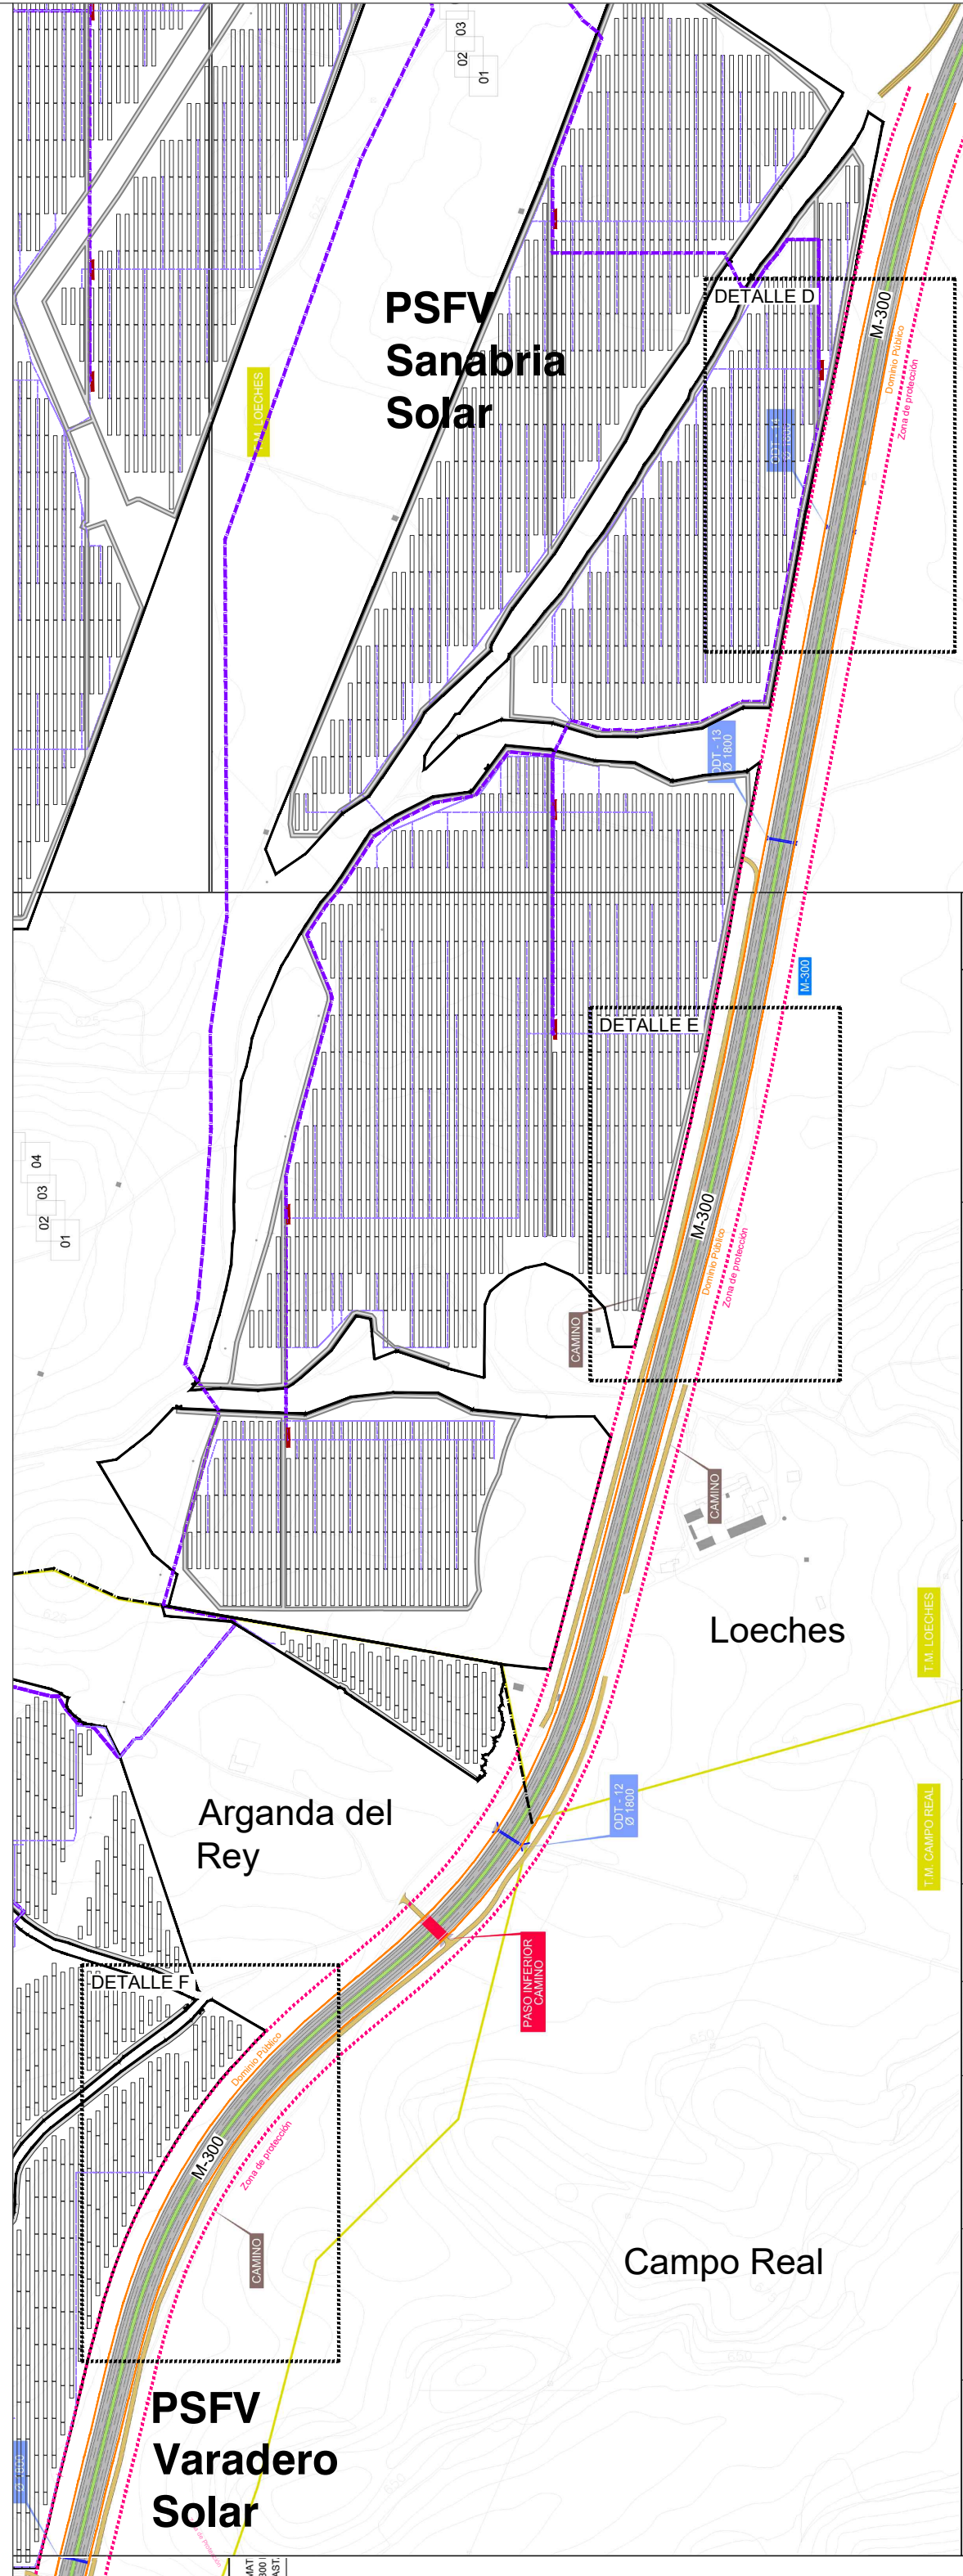 03
02
01
PSFV
Sanabria
Solar
T.M. LOECHES
DETALLE D
M-300
Dominio Público
Zona de protección
ODT - 13
Ø 1800
M-300
DETALLE E
04
03
02
01
M-300
Dominio Público
Zona de protección
CAMINO
CAMINO
Loeches
T.M. LOECHES
Arganda del
Rey
ODT - 12
Ø 1800
T.M. CAMPO REAL
PASO INFERIOR
CAMINO
DETALLE F
Dominio Público
M-300
Zona de protección
CAMINO
Campo Real
PSFV
Varadero
Solar
Ø 1800